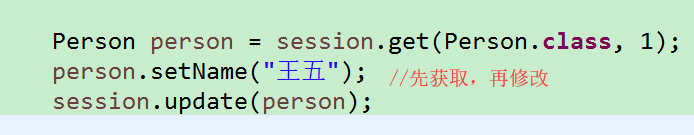 Person person = session.get(Person.class, 1);
person.setName("王五"); //先获取，再修改
session.update(person);